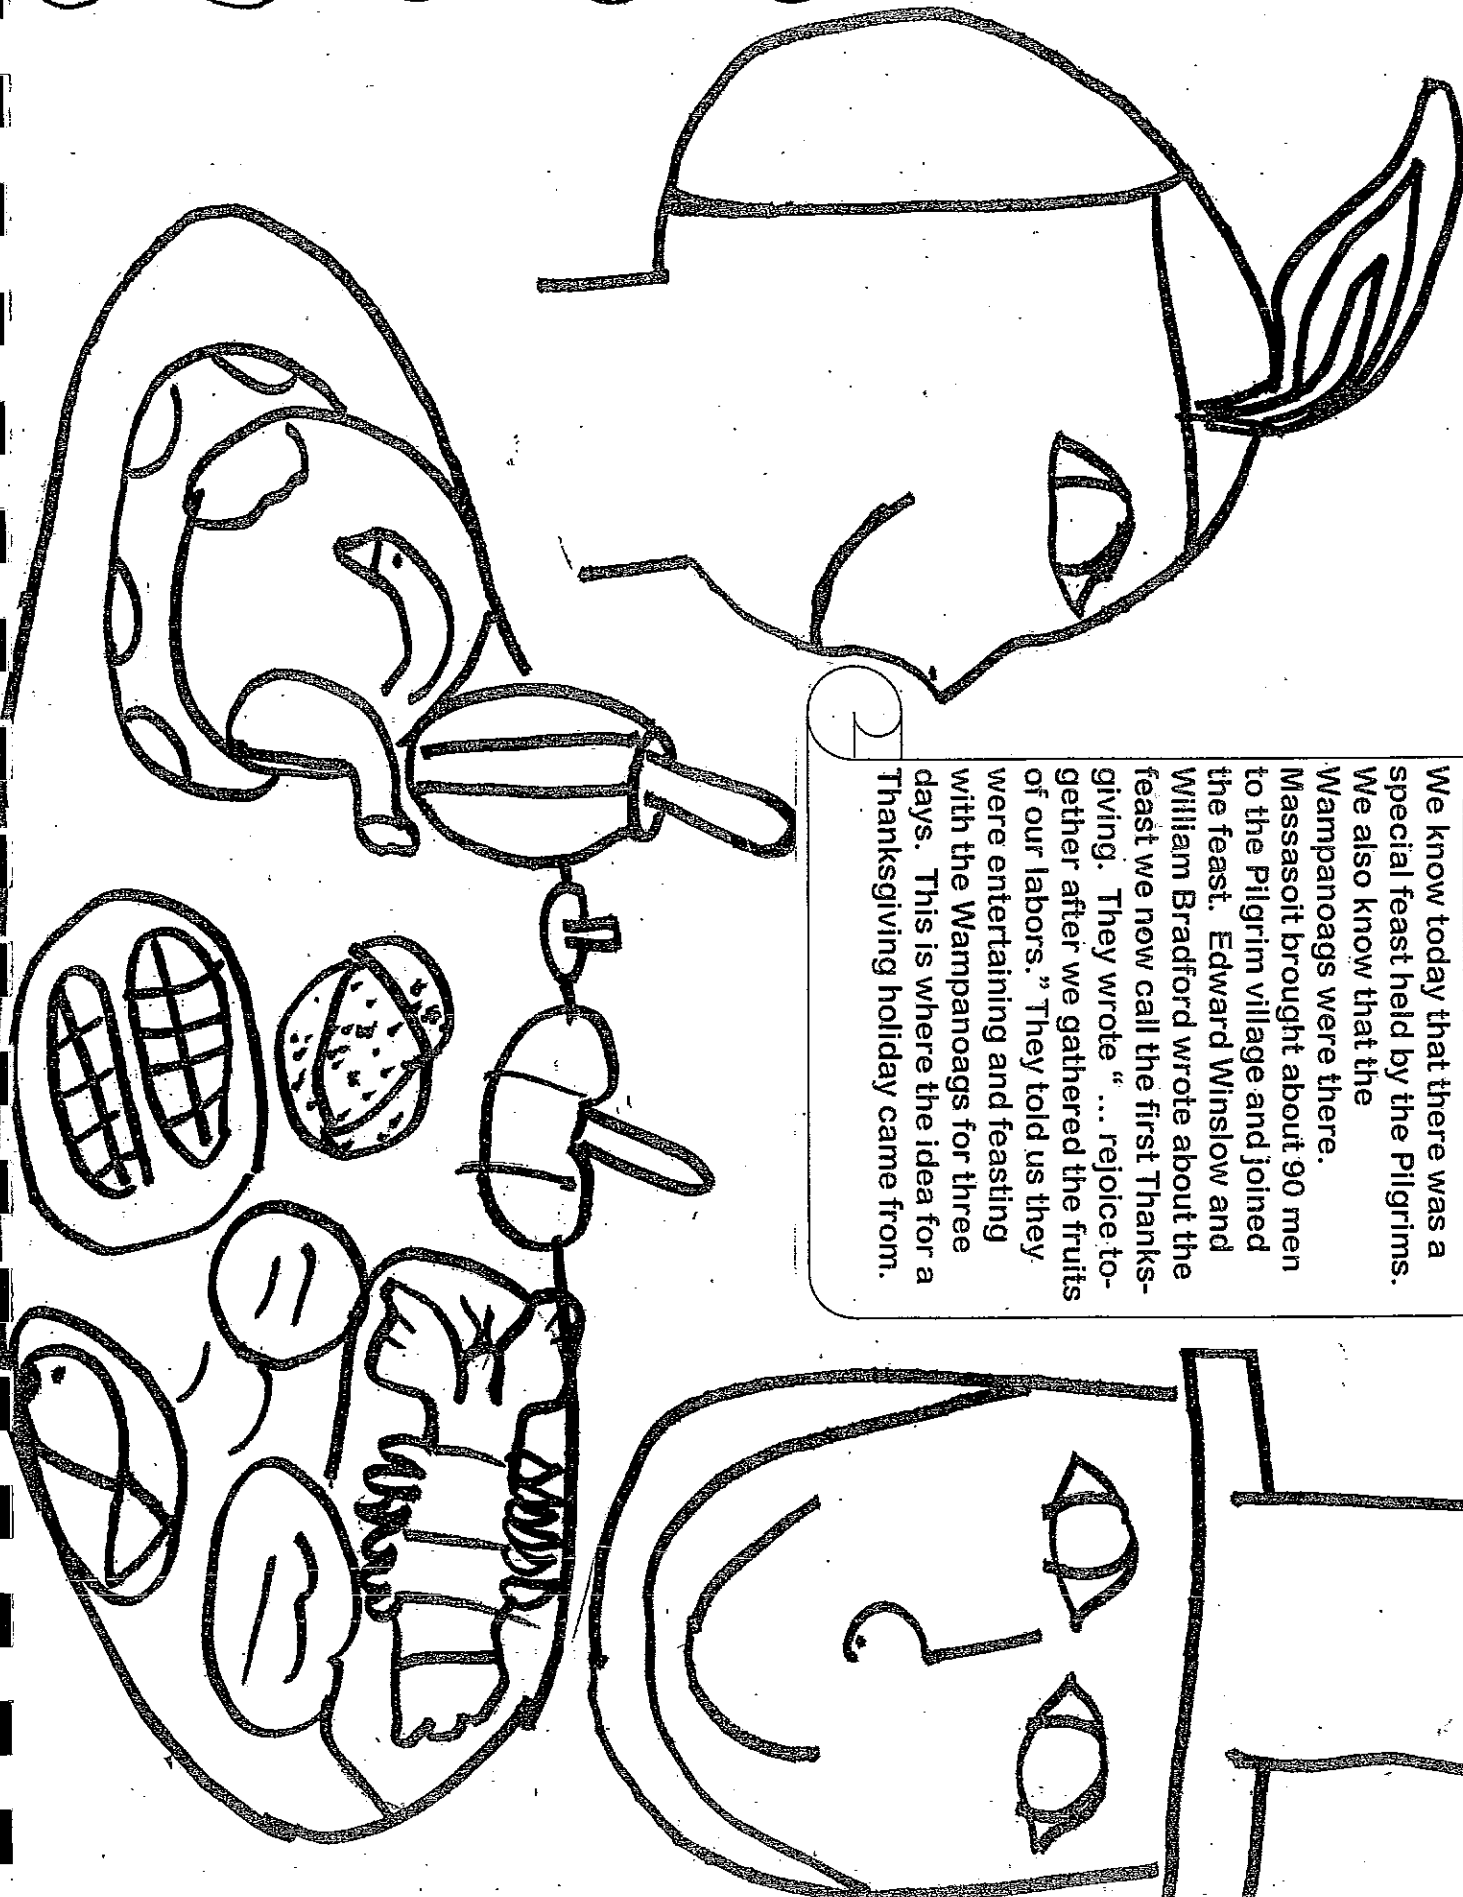 We know today that there was a
special feast held by the Pilgrims.
We also know that the
Wampanoags were there.
Massasoit brought about 90 men
to the Pilgrim village and joined
the feast.  Edward Winslow and
William Bradford wrote about the
feast we now call the first Thanks-
giving.  They wrote “ ... rejoice to-
gether after we gathered the fruits
of our labors.” They told us they
were entertaining and feasting
with the Wampanoags for three
days.  This is where the idea for a
Thanksgiving holiday came from.